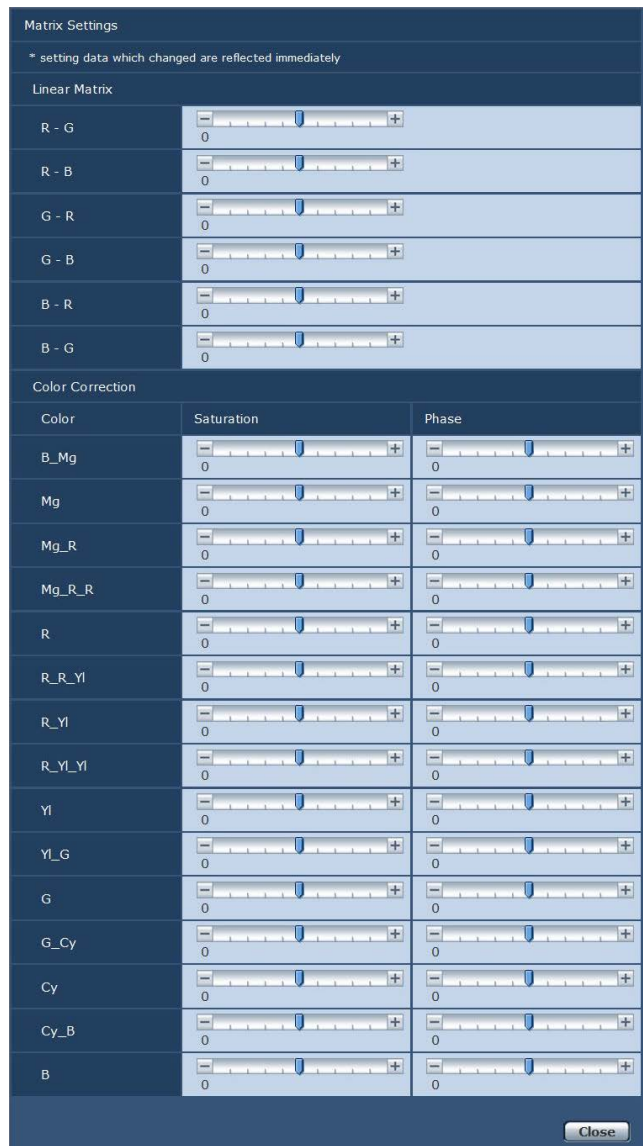 Matrix Settings
* setting data which changed are reflected immediately
Linear Matrix
R - G
0
R - B
0
G - R
0
G - B
0
B - R
0
B - G
0
Color Correction
Color Saturation Phase
B_Mg
0 0
Mg
0 0
Mg_R
0 0
Mg_R_R
0 0
R
0 0
R_R_Yl
0 0
R_Yl
0 0
R_Yl_Yl
0 0
Yl
0 0
Yl_G
0 0
G
0 0
G_Cy
0 0
Cy
0 0
Cy_B
0 0
B
0 0
Close